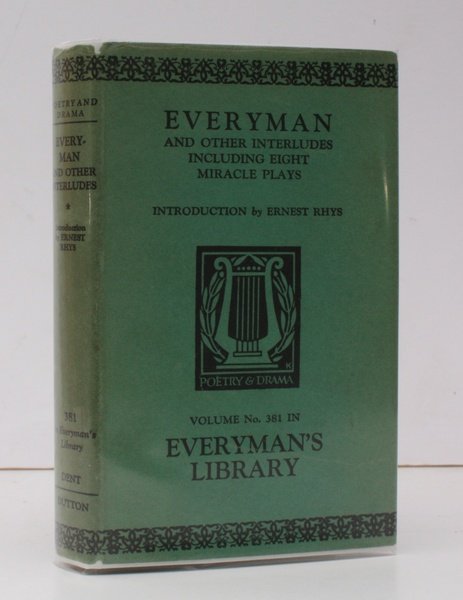 EVERYMAN
AND OTHER INTERLUDES
INCLUDING EIGHT
MIRACLE PLAYS
INTRODUCTION by ERNEST RHYS
K
POETRY & DRAMA
VOLUME No. 381 IN
EVERYMAN'S
LIBRARY
ETRY AND
DRAMA
EVERY-
MAN
AND OTHER
INTERLUDES
*
Introduction
by ERNEST
RHYS
381
Everyman's
Library
DENT
DUTTON